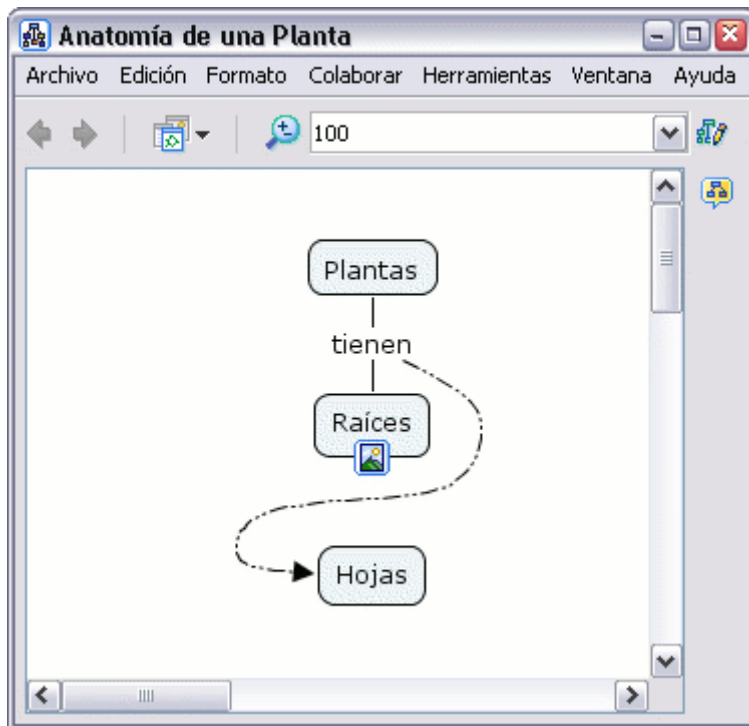 Anatomía de una Planta
Archivo Edición Formato Colaborar Herramientas Ventana Ayuda
100
Plantas
tienen
Raíces
Hojas